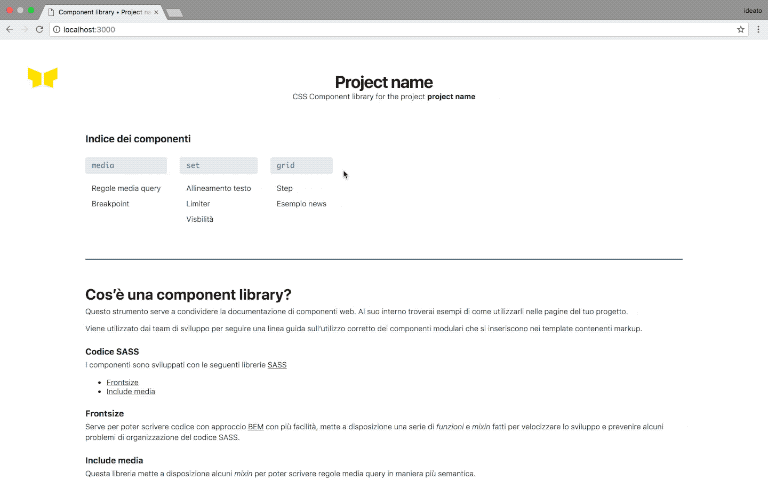 Component library • Project na
Ideato
localhost:3000
Project name
CSS Component library for the project project name
Indice dei componenti
media set grid
Regole media query Allineamento testo Step
Breakpoint Limiter Esempio news
Visbilità
Cos'è una component library?
Questo strumento serve a condividere la documentazione di componenti web. Al suo interno troverai esempi di come utilizzarli nelle pagine del tuo progetto.
Viene utilizzato dai team di sviluppo per seguire una linea guida sull'utilizzo corretto dei componenti modulari che si inseriscono nei template contenenti markup.
Codice SASS
I componenti sono sviluppati con le seguenti librerie SASS
• Frontsize
• Include media
Frontsize
Serve per poter scrivere codice con approccio BEM con più facilità, mette a disposizione una serie di funzioni e mixin fatti per velocizzare lo sviluppo e prevenire alcuni
problemi di organizzazione del codice SASS.
Include media
Questa libreria mette a disposizione alcuni mixin per poter scrivere regole media query in maniera più semantica.